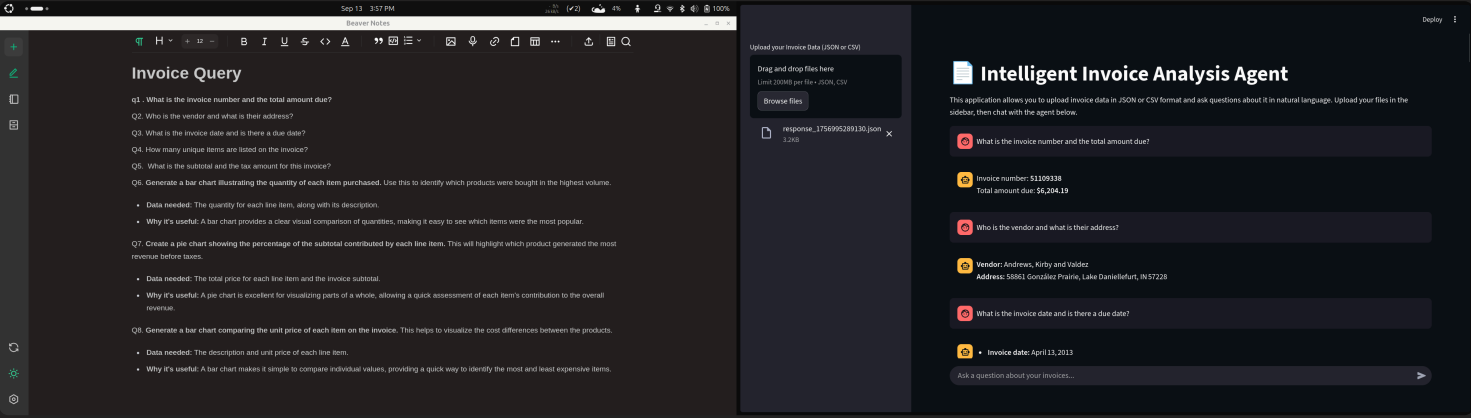 Sep 13 3:57 PM
(✔2)
4%
100%
Beaver Notes
H
12
B I U S A
Invoice Query
q1 . What is the invoice number and the total amount due?
Q2. Who is the vendor and what is their address?
Q3. What is the invoice date and is there a due date?
Q4. How many unique items are listed on the invoice?
Q5. What is the subtotal and the tax amount for this invoice?
Q6. Generate a bar chart illustrating the quantity of each item purchased. Use this to identify which products were bought in the highest volume.
• Data needed: The quantity for each line item, along with its description.
• Why it's useful: A bar chart provides a clear visual comparison of quantities, making it easy to see which items were the most popular.
Q7. Create a pie chart showing the percentage of the subtotal contributed by each line item. This will highlight which product generated the most
revenue before taxes.
• Data needed: The total price for each line item and the invoice subtotal.
• Why it's useful: A pie chart is excellent for visualizing parts of a whole, allowing a quick assessment of each item's contribution to the overall
revenue.
Q8. Generate a bar chart comparing the unit price of each item on the invoice. This helps to visualize the cost differences between the products.
• Data needed: The description and unit price of each line item.
• Why it's useful: A bar chart makes it simple to compare individual values, providing a quick way to identify the most and least expensive items.
Upload your Invoice Data (JSON or CSV)
Drag and drop files here
Limit 200MB per file • JSON, CSV
Browse files
response_1756995289130.json
3.2KB
Deploy
Intelligent Invoice Analysis Agent
This application allows you to upload invoice data in JSON or CSV format and ask questions about it in natural language. Upload your files in the
sidebar, then chat with the agent below.
What is the invoice number and the total amount due?
Invoice number: 51109338
Total amount due: $6,204.19
Who is the vendor and what is their address?
Vendor: Andrews, Kirby and Valdez
Address: 58861 González Prairie, Lake Daniellefurt, IN 57228
What is the invoice date and is there a due date?
• Invoice date: April 13, 2013
Ask a question about your invoices...